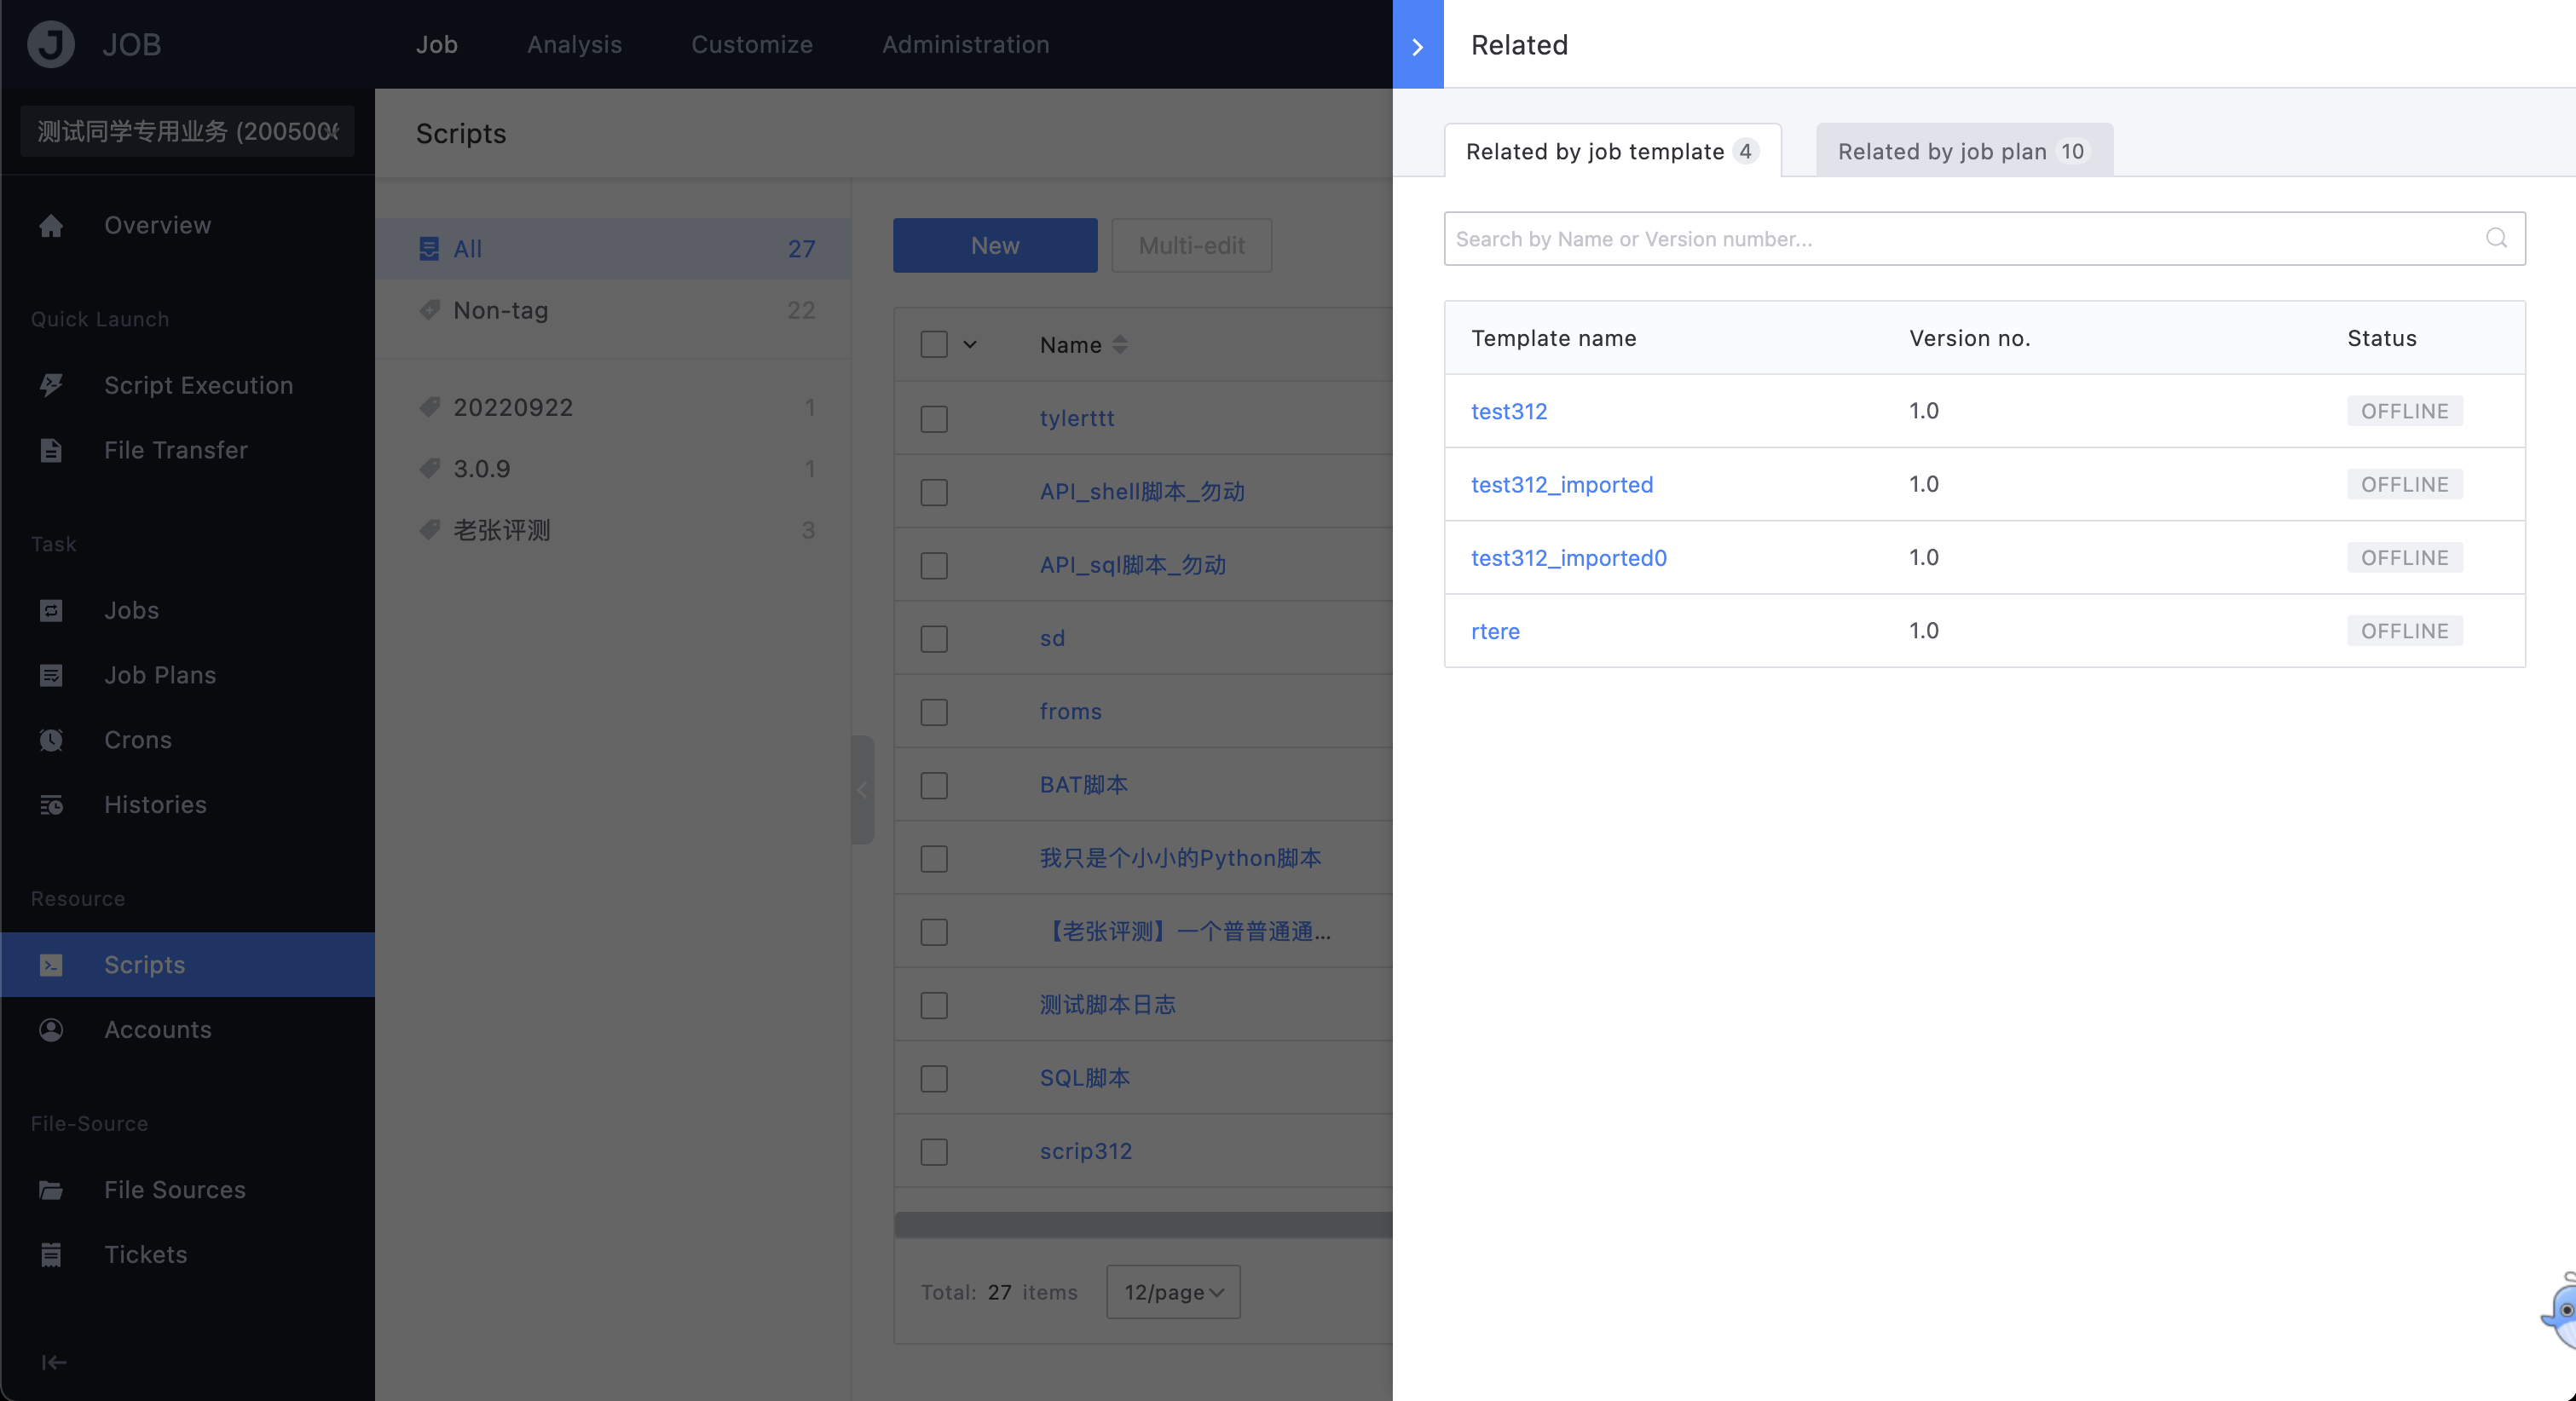 JOB
Job
Analysis
Customize
Administration
测试同学专用业务 (200500
Overview
Quick Launch
Script Execution
File Transfer
Task
Jobs
Job Plans
Crons
Histories
Resource
Scripts
Accounts
File-Source
File Sources
Tickets
Scripts
All 27
Non-tag 22
20220922 1
3.0.9 1
老张评测 3
New
Multi-edit
Name
tylerttt
API_shell脚本_勿动
API_sql脚本_勿动
sd
froms
BAT脚本
我只是个小小的Python脚本
【老张评测】一个普普通通...
测试脚本日志
SQL脚本
scrip312
Total: 27 items
12/page
Related
Related by job template 4
Related by job plan 10
Search by Name or Version number...
Template name Version no. Status
test312 1.0 OFFLINE
test312_imported 1.0 OFFLINE
test312_imported0 1.0 OFFLINE
rtere 1.0 OFFLINE